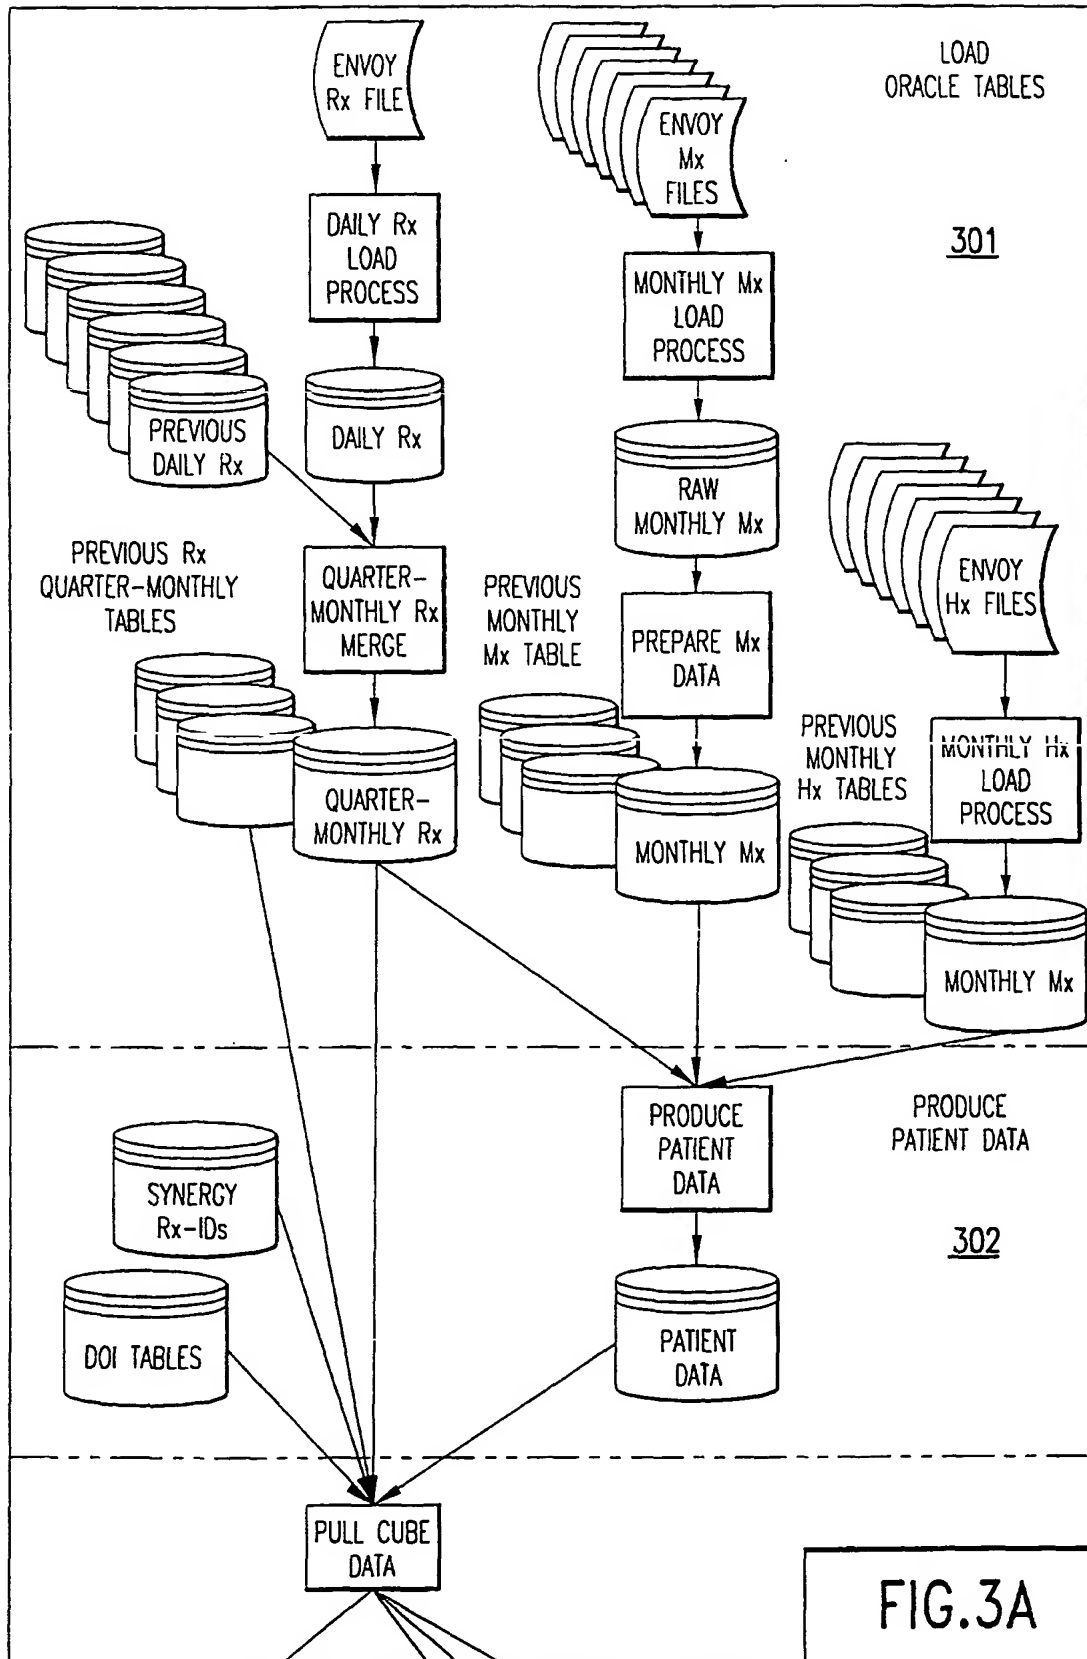 ENVOY
Rx FILE
ENVOY
Mx
FILES
LOAD
ORACLE TABLES
301
DAILY Rx
LOAD
PROCESS
MONTHLY Mx
LOAD
PROCESS
PREVIOUS
DAILY Rx
DAILY Rx
RAW
MONTHLY Mx
ENVOY
Hx FILES
PREVIOUS Rx
QUARTER-MONTHLY
TABLES
QUARTER-
MONTHLY Rx
MERGE
PREVIOUS
MONTHLY
Mx TABLE
PREPARE Mx
DATA
PREVIOUS
MONTHLY
Hx TABLES
MONTHLY Hx
LOAD
PROCESS
QUARTER-
MONTHLY Rx
MONTHLY Mx
MONTHLY Mx
PRODUCE
PATIENT
DATA
PRODUCE
PATIENT DATA
302
SYNERGY
Rx-IDs
DOI TABLES
PATIENT
DATA
PULL CUBE
DATA
FIG.3A